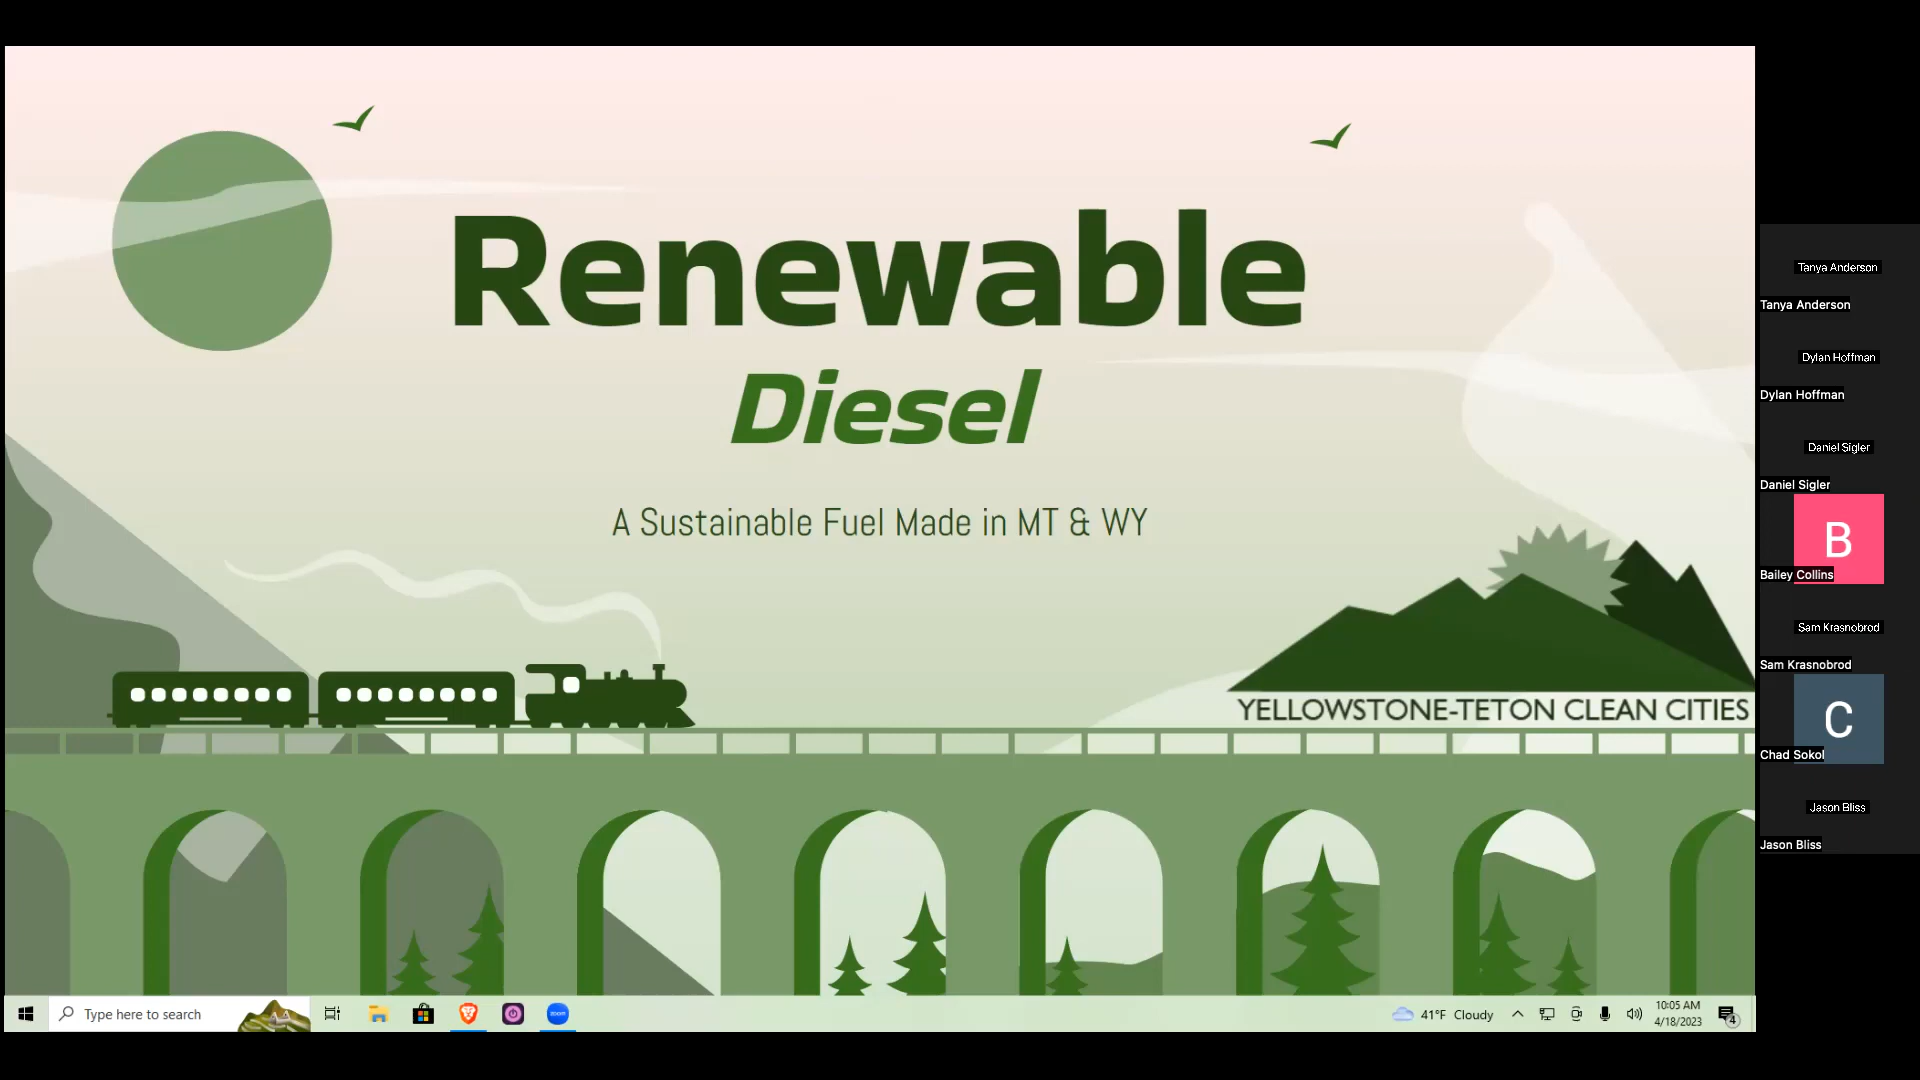 Renewable
Diesel
A Sustainable Fuel Made in MT & WY
YELLOWSTONE-TETON CLEAN CITIES
Tanya Anderson
Tanya Anderson
Dylan Hoffman
Dylan Hoffman
Daniel Sigler
Daniel Sigler
B
Bailey Collins
Sam Krasnobrod
Sam Krasnobrod
C
Chad Sokol
Jason Bliss
Jason Bliss
Type here to search
zoom
41°F Cloudy
10:05 AM
4/18/2023
4